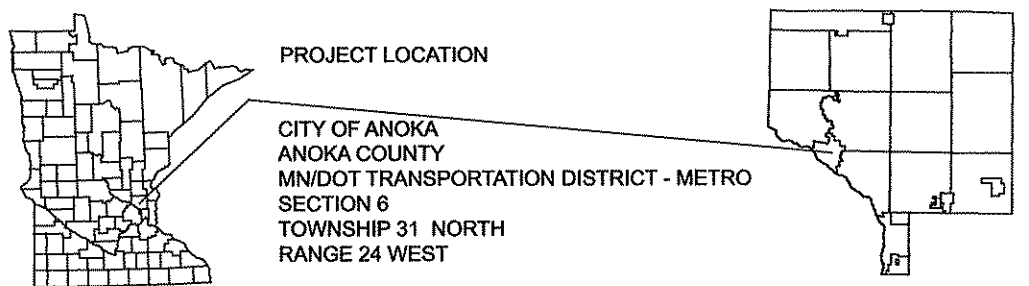 PROJECT LOCATION
CITY OF ANOKA
ANOKA COUNTY
MN/DOT TRANSPORTATION DISTRICT - METRO
SECTION 6
TOWNSHIP 31 NORTH
RANGE 24 WEST